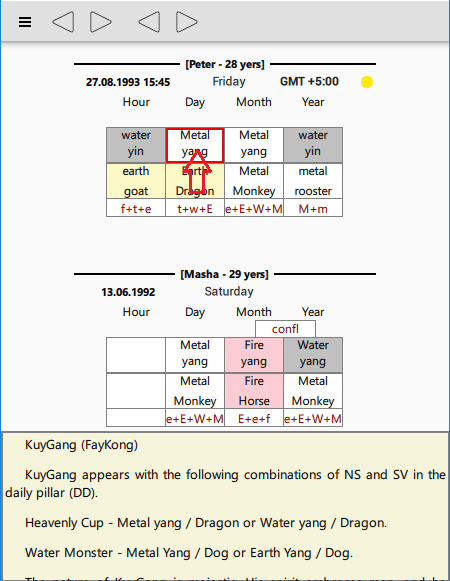 [Peter - 28 yers]
27.08.1993 15:45 Friday GMT +5:00
Hour Day Month Year
water Metal Metal water
yin yang yang yin
earth Earth Metal metal
goat Dragon Monkey rooster
f+t+e t+w+E e+E+W+M M+m
[Masha - 29 yers]
13.06.1992 Saturday
Hour Day Month Year
confl
Metal Fire Water
yang yang yang
Metal Fire Metal
Monkey Horse Monkey
e+E+W+M E+e+f e+E+W+M
KuyGang (FayKong)
KuyGang appears with the following combinations of NS and SV in the
daily pillar (DD).
Heavenly Cup - Metal yang / Dragon or Water yang / Dragon.
Water Monster - Metal Yang / Dog or Earth Yang / Dog.